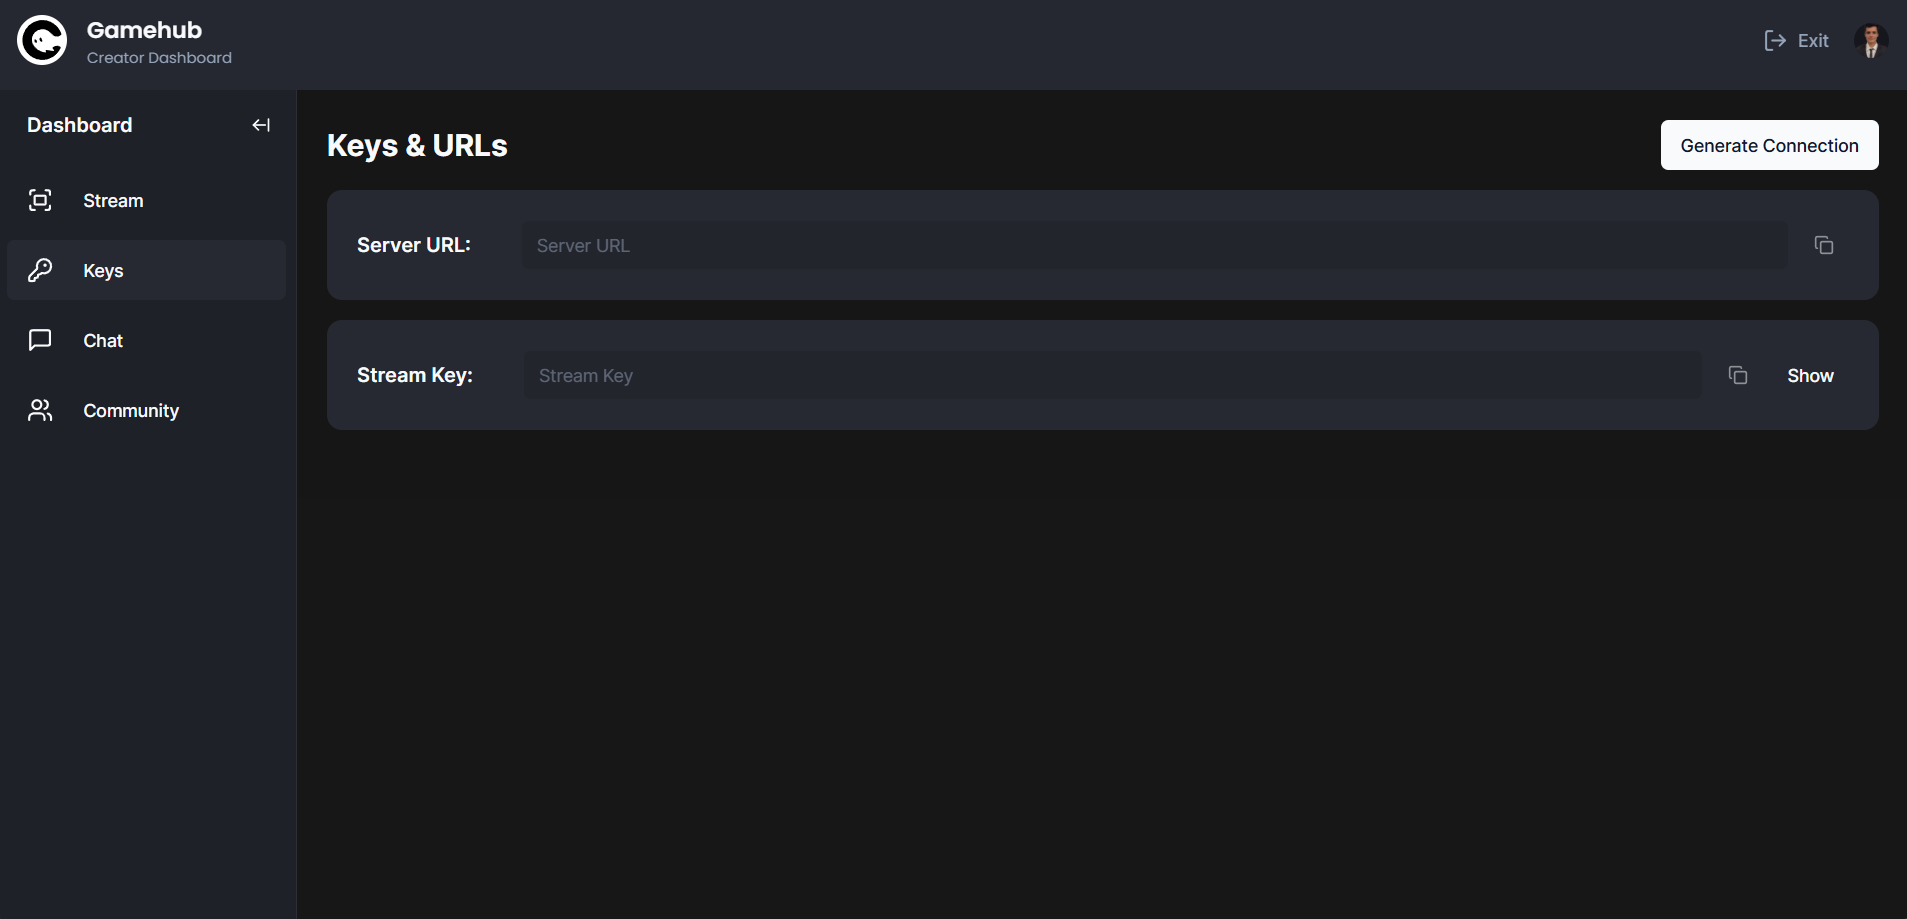 Gamehub
Creator Dashboard
Exit
Dashboard
Stream
Keys
Chat
Community
Keys & URLs
Generate Connection
Server URL:
Server URL
Stream Key:
Stream Key
Show